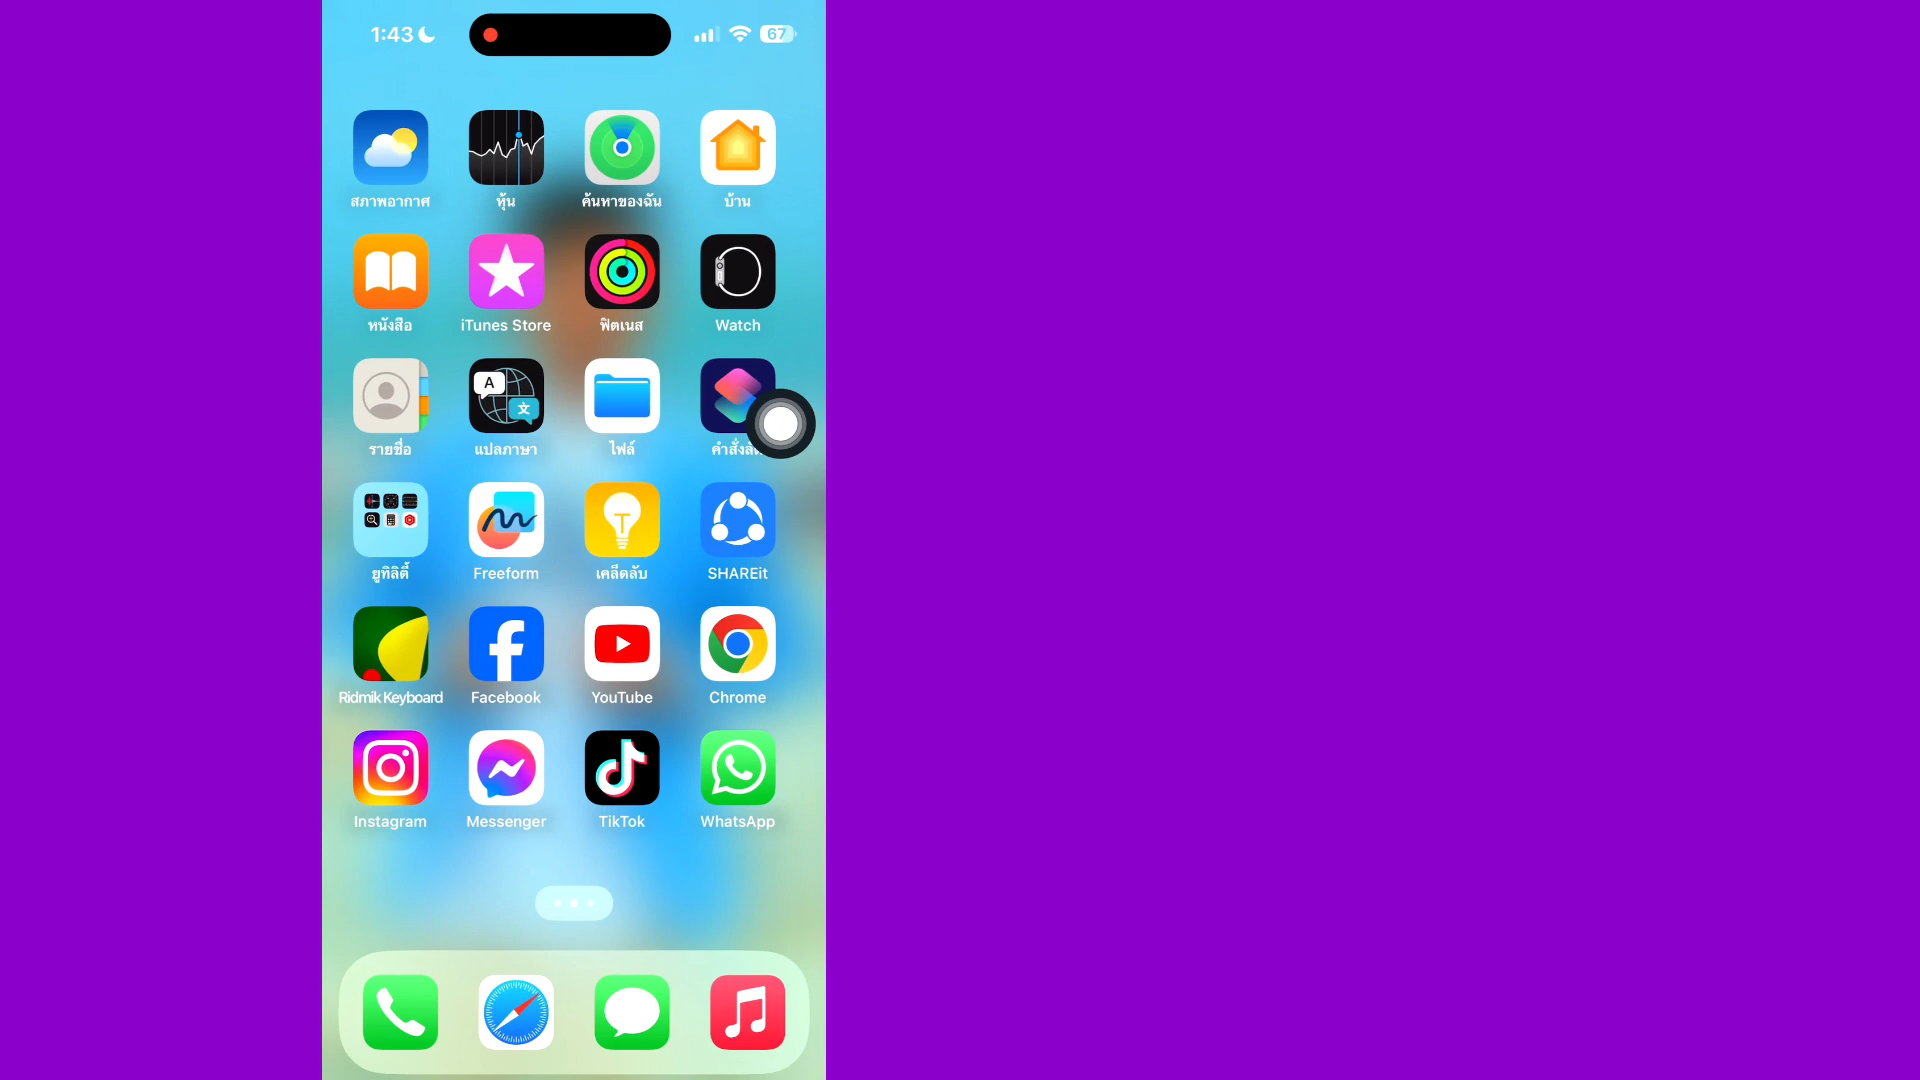 1:43
67
สภาพอากาศ
หุ้น
ค้นหาของฉัน
บ้าน
หนังสือ
iTunes Store
ฟิตเนส
Watch
A
文
รายชื่อ
แปลภาษา
ไฟล์
ยูทิลิตี้
Freeform
เคล็ดลับ
SHAREit
Ridmik Keyboard
Facebook
YouTube
Chrome
Instagram
Messenger
TikTok
WhatsApp